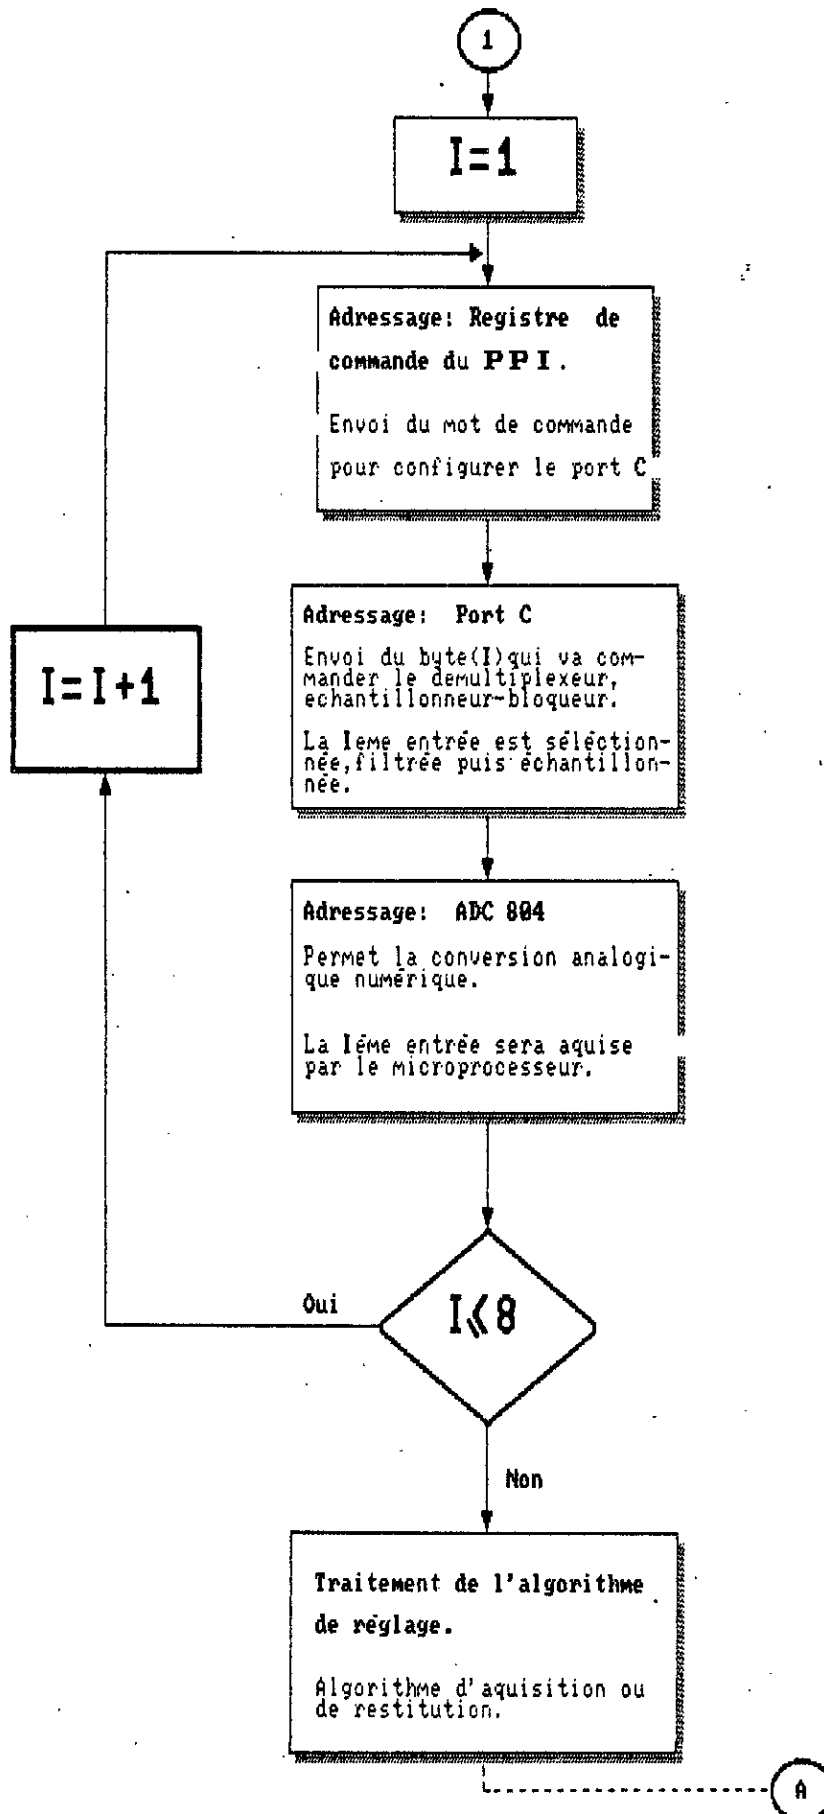 1
I=1
Adressage: Registre de
commande du PPI.
Envoi du mot de commande
pour configurer le port C
Adressage: Port C
Envoi du byte(I)qui va com-
mander le demultiplexeur,
echantillonneur-bloqueur.
La Ieme entrée est séléction-
née,filtrée puis échantillon-
née.
I=I+1
Adressage: ADC 804
Permet la conversion analogi-
que numérique.
La Iéme entrée sera aquise
par le microprocesseur.
Oui
I⩽8
Non
Traitement de l'algorithme
de réglage.
Algorithme d'aquisition ou
de restitution.
A